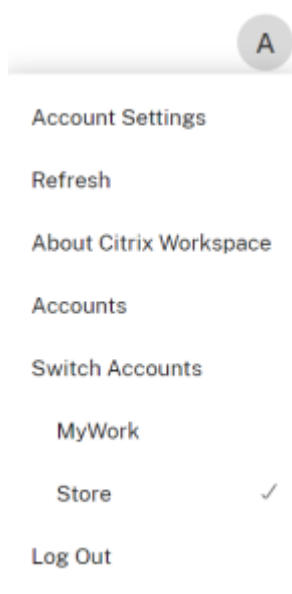 A
Account Settings
Refresh
About Citrix Workspace
Accounts
Switch Accounts
MyWork
Store
Log Out